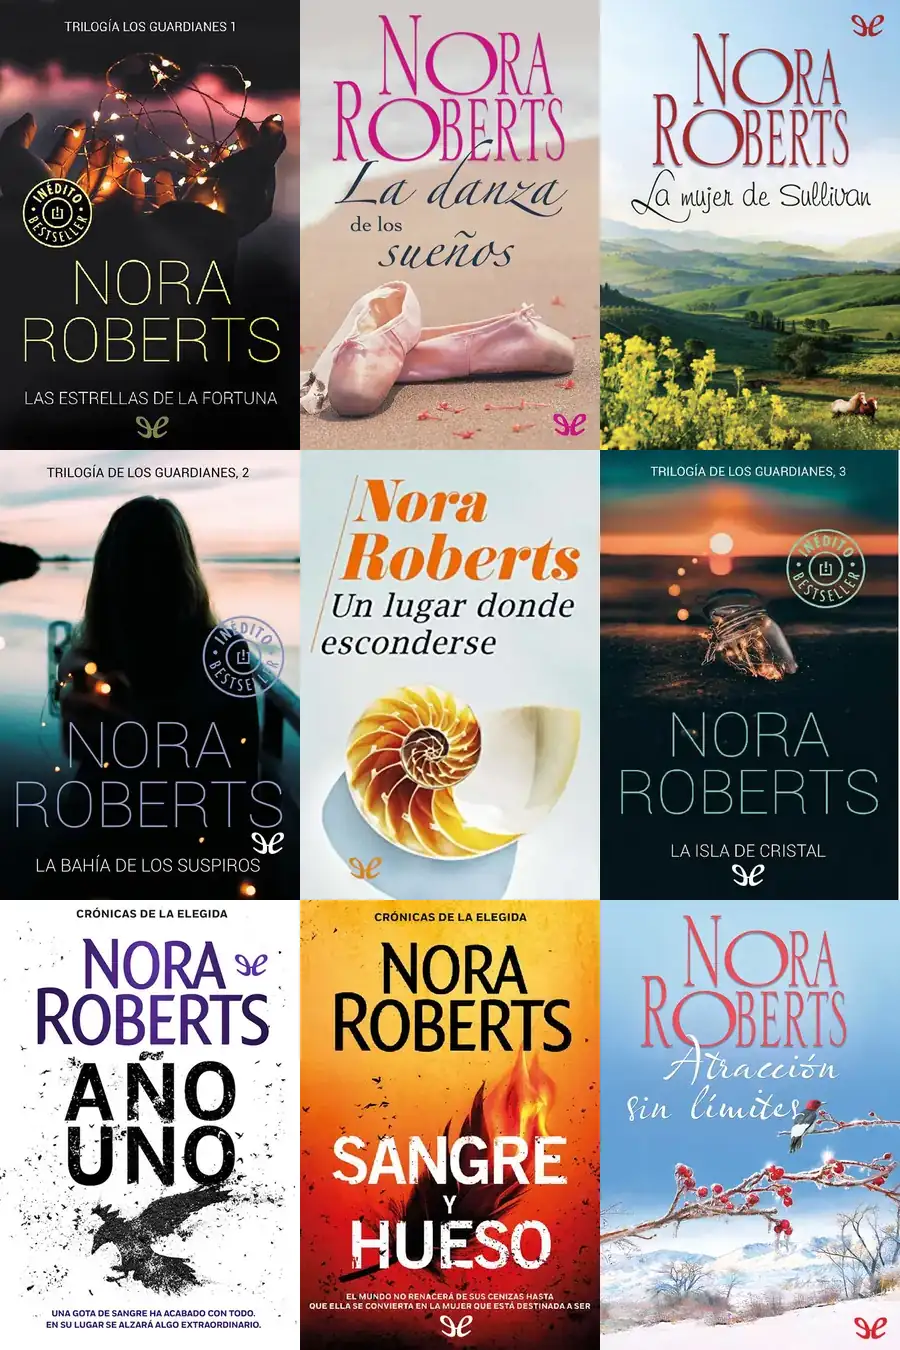 TRILOGÍA LOS GUARDIANES 1
INÉDITO
BESTSELLER
NORA
ROBERTS
LAS ESTRELLAS DE LA FORTUNA
NORA
ROBERTS
La danza
de los
sueños
NORA
ROBERTS
La mujer de Sullivan
TRILOGÍA DE LOS GUARDIANES, 2
INÉDITO
BESTSELLER
NORA
ROBERTS
LA BAHÍA DE LOS SUSPIROS
Nora
Roberts
Un lugar donde
esconderse
TRILOGÍA DE LOS GUARDIANES, 3
INÉDITO
BESTSELLER
NORA
ROBERTS
LA ISLA DE CRISTAL
CRÓNICAS DE LA ELEGIDA
NORA
ROBERTS
AÑO
UNO
UNA GOTA DE SANGRE HA ACABADO CON TODO.
EN SU LUGAR SE ALZARÁ ALGO EXTRAORDINARIO.
CRÓNICAS DE LA ELEGIDA
NORA
ROBERTS
SANGRE
Y
HUESO
EL MUNDO NO RENACERÁ DE SUS CENIZAS HASTA
QUE ELLA SE CONVIERTA EN LA MUJER QUE ESTÁ DESTINADA A SER
NORA
ROBERTS
Atracción
sin límites